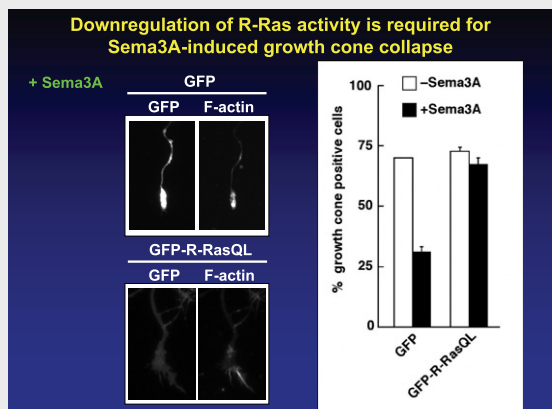 Downregulation of R-Ras activity is required for
Sema3A-induced growth cone collapse
+ Sema3A
GFP
GFP F-actin
GFP-R-RasQL
GFP F-actin
% growth cone positive cells
100
75
50
25
0
–Sema3A
+Sema3A
GFP
GFP-R-RasQL